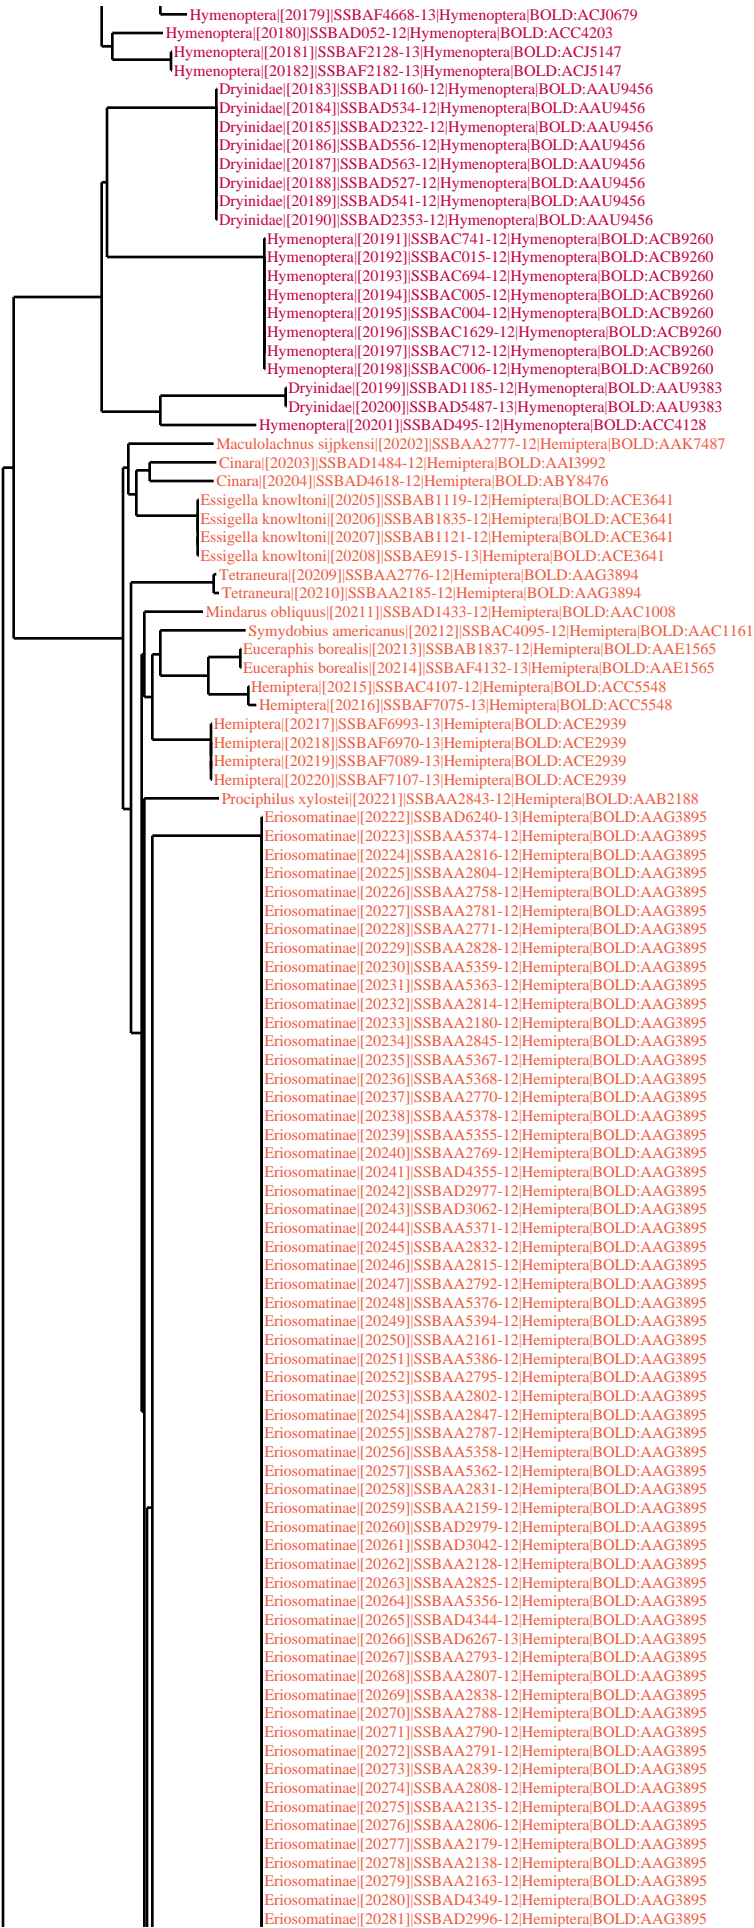 Hymenoptera|[20179]|SSBAF4668-13|Hymenoptera|BOLD:ACJ0679
Hymenoptera|[20180]|SSBAD052-12|Hymenoptera|BOLD:ACC4203
Hymenoptera|[20181]|SSBAF2128-13|Hymenoptera|BOLD:ACJ5147
Hymenoptera|[20182]|SSBAF2182-13|Hymenoptera|BOLD:ACJ5147
Dryinidae|[20183]|SSBAD1160-12|Hymenoptera|BOLD:AAU9456
Dryinidae|[20184]|SSBAD534-12|Hymenoptera|BOLD:AAU9456
Dryinidae|[20185]|SSBAD2322-12|Hymenoptera|BOLD:AAU9456
Dryinidae|[20186]|SSBAD556-12|Hymenoptera|BOLD:AAU9456
Dryinidae|[20187]|SSBAD563-12|Hymenoptera|BOLD:AAU9456
Dryinidae|[20188]|SSBAD527-12|Hymenoptera|BOLD:AAU9456
Dryinidae|[20189]|SSBAD541-12|Hymenoptera|BOLD:AAU9456
Dryinidae|[20190]|SSBAD2353-12|Hymenoptera|BOLD:AAU9456
Hymenoptera|[20191]|SSBAC741-12|Hymenoptera|BOLD:ACB9260
Hymenoptera|[20192]|SSBAC015-12|Hymenoptera|BOLD:ACB9260
Hymenoptera|[20193]|SSBAC694-12|Hymenoptera|BOLD:ACB9260
Hymenoptera|[20194]|SSBAC005-12|Hymenoptera|BOLD:ACB9260
Hymenoptera|[20195]|SSBAC004-12|Hymenoptera|BOLD:ACB9260
Hymenoptera|[20196]|SSBAC1629-12|Hymenoptera|BOLD:ACB9260
Hymenoptera|[20197]|SSBAC712-12|Hymenoptera|BOLD:ACB9260
Hymenoptera|[20198]|SSBAC006-12|Hymenoptera|BOLD:ACB9260
Dryinidae|[20199]|SSBAD1185-12|Hymenoptera|BOLD:AAU9383
Dryinidae|[20200]|SSBAD5487-13|Hymenoptera|BOLD:AAU9383
Hymenoptera|[20201]|SSBAD495-12|Hymenoptera|BOLD:ACC4128
Maculolachnus sijpkensi|[20202]|SSBAA2777-12|Hemiptera|BOLD:AAK7487
Cinara|[20203]|SSBAD1484-12|Hemiptera|BOLD:AAI3992
Cinara|[20204]|SSBAD4618-12|Hemiptera|BOLD:ABY8476
Essigella knowltoni|[20205]|SSBAB1119-12|Hemiptera|BOLD:ACE3641
Essigella knowltoni|[20206]|SSBAB1835-12|Hemiptera|BOLD:ACE3641
Essigella knowltoni|[20207]|SSBAB1121-12|Hemiptera|BOLD:ACE3641
Essigella knowltoni|[20208]|SSBAE915-13|Hemiptera|BOLD:ACE3641
Tetraneura|[20209]|SSBAA2776-12|Hemiptera|BOLD:AAG3894
Tetraneura|[20210]|SSBAA2185-12|Hemiptera|BOLD:AAG3894
Mindarus obliquus|[20211]|SSBAD1433-12|Hemiptera|BOLD:AAC1008
Symydobius americanus|[20212]|SSBAC4095-12|Hemiptera|BOLD:AAC1161
Euceraphis borealis|[20213]|SSBAB1837-12|Hemiptera|BOLD:AAE1565
Euceraphis borealis|[20214]|SSBAF4132-13|Hemiptera|BOLD:AAE1565
Hemiptera|[20215]|SSBAC4107-12|Hemiptera|BOLD:ACC5548
Hemiptera|[20216]|SSBAF7075-13|Hemiptera|BOLD:ACC5548
Hemiptera|[20217]|SSBAF6993-13|Hemiptera|BOLD:ACE2939
Hemiptera|[20218]|SSBAF6970-13|Hemiptera|BOLD:ACE2939
Hemiptera|[20219]|SSBAF7089-13|Hemiptera|BOLD:ACE2939
Hemiptera|[20220]|SSBAF7107-13|Hemiptera|BOLD:ACE2939
Prociphilus xylostei|[20221]|SSBAA2843-12|Hemiptera|BOLD:AAB2188
Eriosomatinae|[20222]|SSBAD6240-13|Hemiptera|BOLD:AAG3895
Eriosomatinae|[20223]|SSBAA5374-12|Hemiptera|BOLD:AAG3895
Eriosomatinae|[20224]|SSBAA2816-12|Hemiptera|BOLD:AAG3895
Eriosomatinae|[20225]|SSBAA2804-12|Hemiptera|BOLD:AAG3895
Eriosomatinae|[20226]|SSBAA2758-12|Hemiptera|BOLD:AAG3895
Eriosomatinae|[20227]|SSBAA2781-12|Hemiptera|BOLD:AAG3895
Eriosomatinae|[20228]|SSBAA2771-12|Hemiptera|BOLD:AAG3895
Eriosomatinae|[20229]|SSBAA2828-12|Hemiptera|BOLD:AAG3895
Eriosomatinae|[20230]|SSBAA5359-12|Hemiptera|BOLD:AAG3895
Eriosomatinae|[20231]|SSBAA5363-12|Hemiptera|BOLD:AAG3895
Eriosomatinae|[20232]|SSBAA2814-12|Hemiptera|BOLD:AAG3895
Eriosomatinae|[20233]|SSBAA2180-12|Hemiptera|BOLD:AAG3895
Eriosomatinae|[20234]|SSBAA2845-12|Hemiptera|BOLD:AAG3895
Eriosomatinae|[20235]|SSBAA5367-12|Hemiptera|BOLD:AAG3895
Eriosomatinae|[20236]|SSBAA5368-12|Hemiptera|BOLD:AAG3895
Eriosomatinae|[20237]|SSBAA2770-12|Hemiptera|BOLD:AAG3895
Eriosomatinae|[20238]|SSBAA5378-12|Hemiptera|BOLD:AAG3895
Eriosomatinae|[20239]|SSBAA5355-12|Hemiptera|BOLD:AAG3895
Eriosomatinae|[20240]|SSBAA2769-12|Hemiptera|BOLD:AAG3895
Eriosomatinae|[20241]|SSBAD4355-12|Hemiptera|BOLD:AAG3895
Eriosomatinae|[20242]|SSBAD2977-12|Hemiptera|BOLD:AAG3895
Eriosomatinae|[20243]|SSBAD3062-12|Hemiptera|BOLD:AAG3895
Eriosomatinae|[20244]|SSBAA5371-12|Hemiptera|BOLD:AAG3895
Eriosomatinae|[20245]|SSBAA2832-12|Hemiptera|BOLD:AAG3895
Eriosomatinae|[20246]|SSBAA2815-12|Hemiptera|BOLD:AAG3895
Eriosomatinae|[20247]|SSBAA2792-12|Hemiptera|BOLD:AAG3895
Eriosomatinae|[20248]|SSBAA5376-12|Hemiptera|BOLD:AAG3895
Eriosomatinae|[20249]|SSBAA5394-12|Hemiptera|BOLD:AAG3895
Eriosomatinae|[20250]|SSBAA2161-12|Hemiptera|BOLD:AAG3895
Eriosomatinae|[20251]|SSBAA5386-12|Hemiptera|BOLD:AAG3895
Eriosomatinae|[20252]|SSBAA2795-12|Hemiptera|BOLD:AAG3895
Eriosomatinae|[20253]|SSBAA2802-12|Hemiptera|BOLD:AAG3895
Eriosomatinae|[20254]|SSBAA2847-12|Hemiptera|BOLD:AAG3895
Eriosomatinae|[20255]|SSBAA2787-12|Hemiptera|BOLD:AAG3895
Eriosomatinae|[20256]|SSBAA5358-12|Hemiptera|BOLD:AAG3895
Eriosomatinae|[20257]|SSBAA5362-12|Hemiptera|BOLD:AAG3895
Eriosomatinae|[20258]|SSBAA2831-12|Hemiptera|BOLD:AAG3895
Eriosomatinae|[20259]|SSBAA2159-12|Hemiptera|BOLD:AAG3895
Eriosomatinae|[20260]|SSBAD2979-12|Hemiptera|BOLD:AAG3895
Eriosomatinae|[20261]|SSBAD3042-12|Hemiptera|BOLD:AAG3895
Eriosomatinae|[20262]|SSBAA2128-12|Hemiptera|BOLD:AAG3895
Eriosomatinae|[20263]|SSBAA2825-12|Hemiptera|BOLD:AAG3895
Eriosomatinae|[20264]|SSBAA5356-12|Hemiptera|BOLD:AAG3895
Eriosomatinae|[20265]|SSBAD4344-12|Hemiptera|BOLD:AAG3895
Eriosomatinae|[20266]|SSBAD6267-13|Hemiptera|BOLD:AAG3895
Eriosomatinae|[20267]|SSBAA2793-12|Hemiptera|BOLD:AAG3895
Eriosomatinae|[20268]|SSBAA2807-12|Hemiptera|BOLD:AAG3895
Eriosomatinae|[20269]|SSBAA2838-12|Hemiptera|BOLD:AAG3895
Eriosomatinae|[20270]|SSBAA2788-12|Hemiptera|BOLD:AAG3895
Eriosomatinae|[20271]|SSBAA2790-12|Hemiptera|BOLD:AAG3895
Eriosomatinae|[20272]|SSBAA2791-12|Hemiptera|BOLD:AAG3895
Eriosomatinae|[20273]|SSBAA2839-12|Hemiptera|BOLD:AAG3895
Eriosomatinae|[20274]|SSBAA2808-12|Hemiptera|BOLD:AAG3895
Eriosomatinae|[20275]|SSBAA2135-12|Hemiptera|BOLD:AAG3895
Eriosomatinae|[20276]|SSBAA2806-12|Hemiptera|BOLD:AAG3895
Eriosomatinae|[20277]|SSBAA2179-12|Hemiptera|BOLD:AAG3895
Eriosomatinae|[20278]|SSBAA2138-12|Hemiptera|BOLD:AAG3895
Eriosomatinae|[20279]|SSBAA2163-12|Hemiptera|BOLD:AAG3895
Eriosomatinae|[20280]|SSBAD4349-12|Hemiptera|BOLD:AAG3895
Eriosomatinae|[20281]|SSBAD2996-12|Hemiptera|BOLD:AAG3895